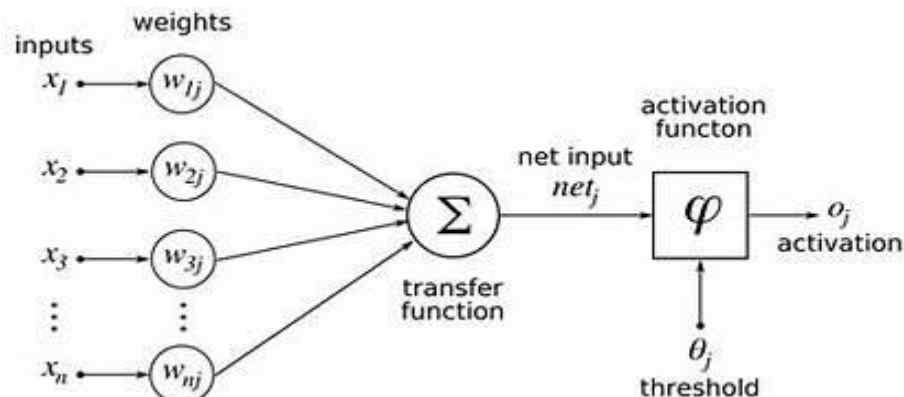 weights
inputs
x1 w1j
x2 w2j
x3 w3j
⋮ ⋮
xn wnj
Σ
transfer
function
net input
netj
activation
functon
φ
oj
activation
θj
threshold